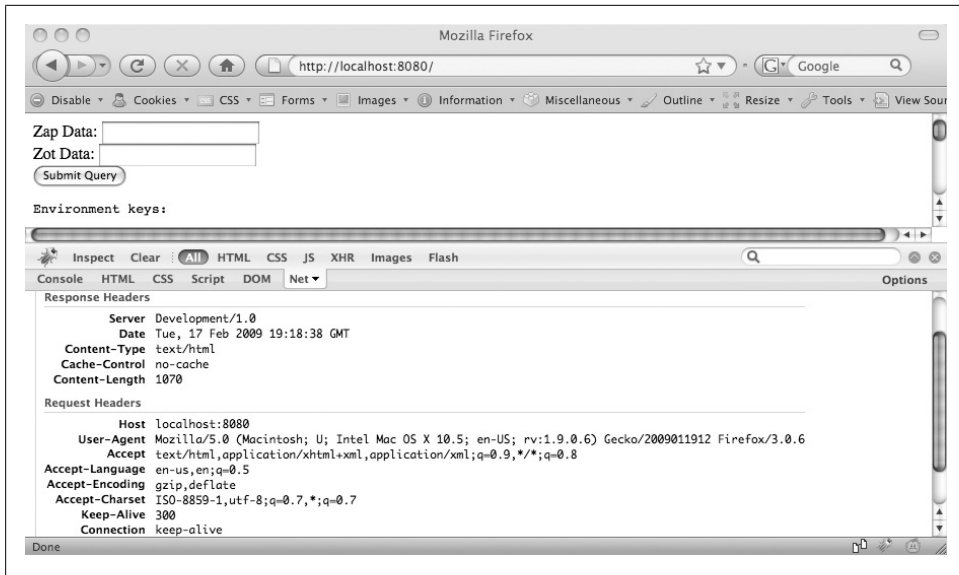 Mozilla Firefox
http://localhost:8080/
G Google
Disable Cookies CSS Forms Images Information Miscellaneous Outline Resize Tools View Sour
Zap Data:
Zot Data:
Submit Query
Environment keys:
Inspect Clear All HTML CSS JS XHR Images Flash
Console HTML CSS Script DOM Net Options
Response Headers
Server Development/1.0
Date Tue, 17 Feb 2009 19:18:38 GMT
Content-Type text/html
Cache-Control no-cache
Content-Length 1070
Request Headers
Host localhost:8080
User-Agent Mozilla/5.0 (Macintosh; U; Intel Mac OS X 10.5; en-US; rv:1.9.0.6) Gecko/2009011912 Firefox/3.0.6
Accept text/html,application/xhtml+xml,application/xml;q=0.9,*/*;q=0.8
Accept-Language en-us,en;q=0.5
Accept-Encoding gzip,deflate
Accept-Charset ISO-8859-1,utf-8;q=0.7,*;q=0.7
Keep-Alive 300
Connection keep-alive
Done